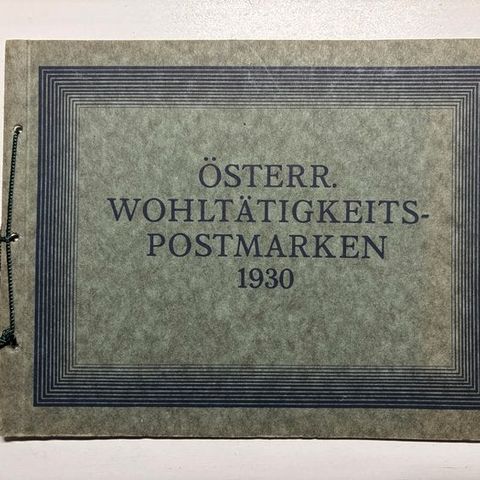 ÖSTERR.
WOHLTÄTIGKEITS-
POSTMARKEN
1930